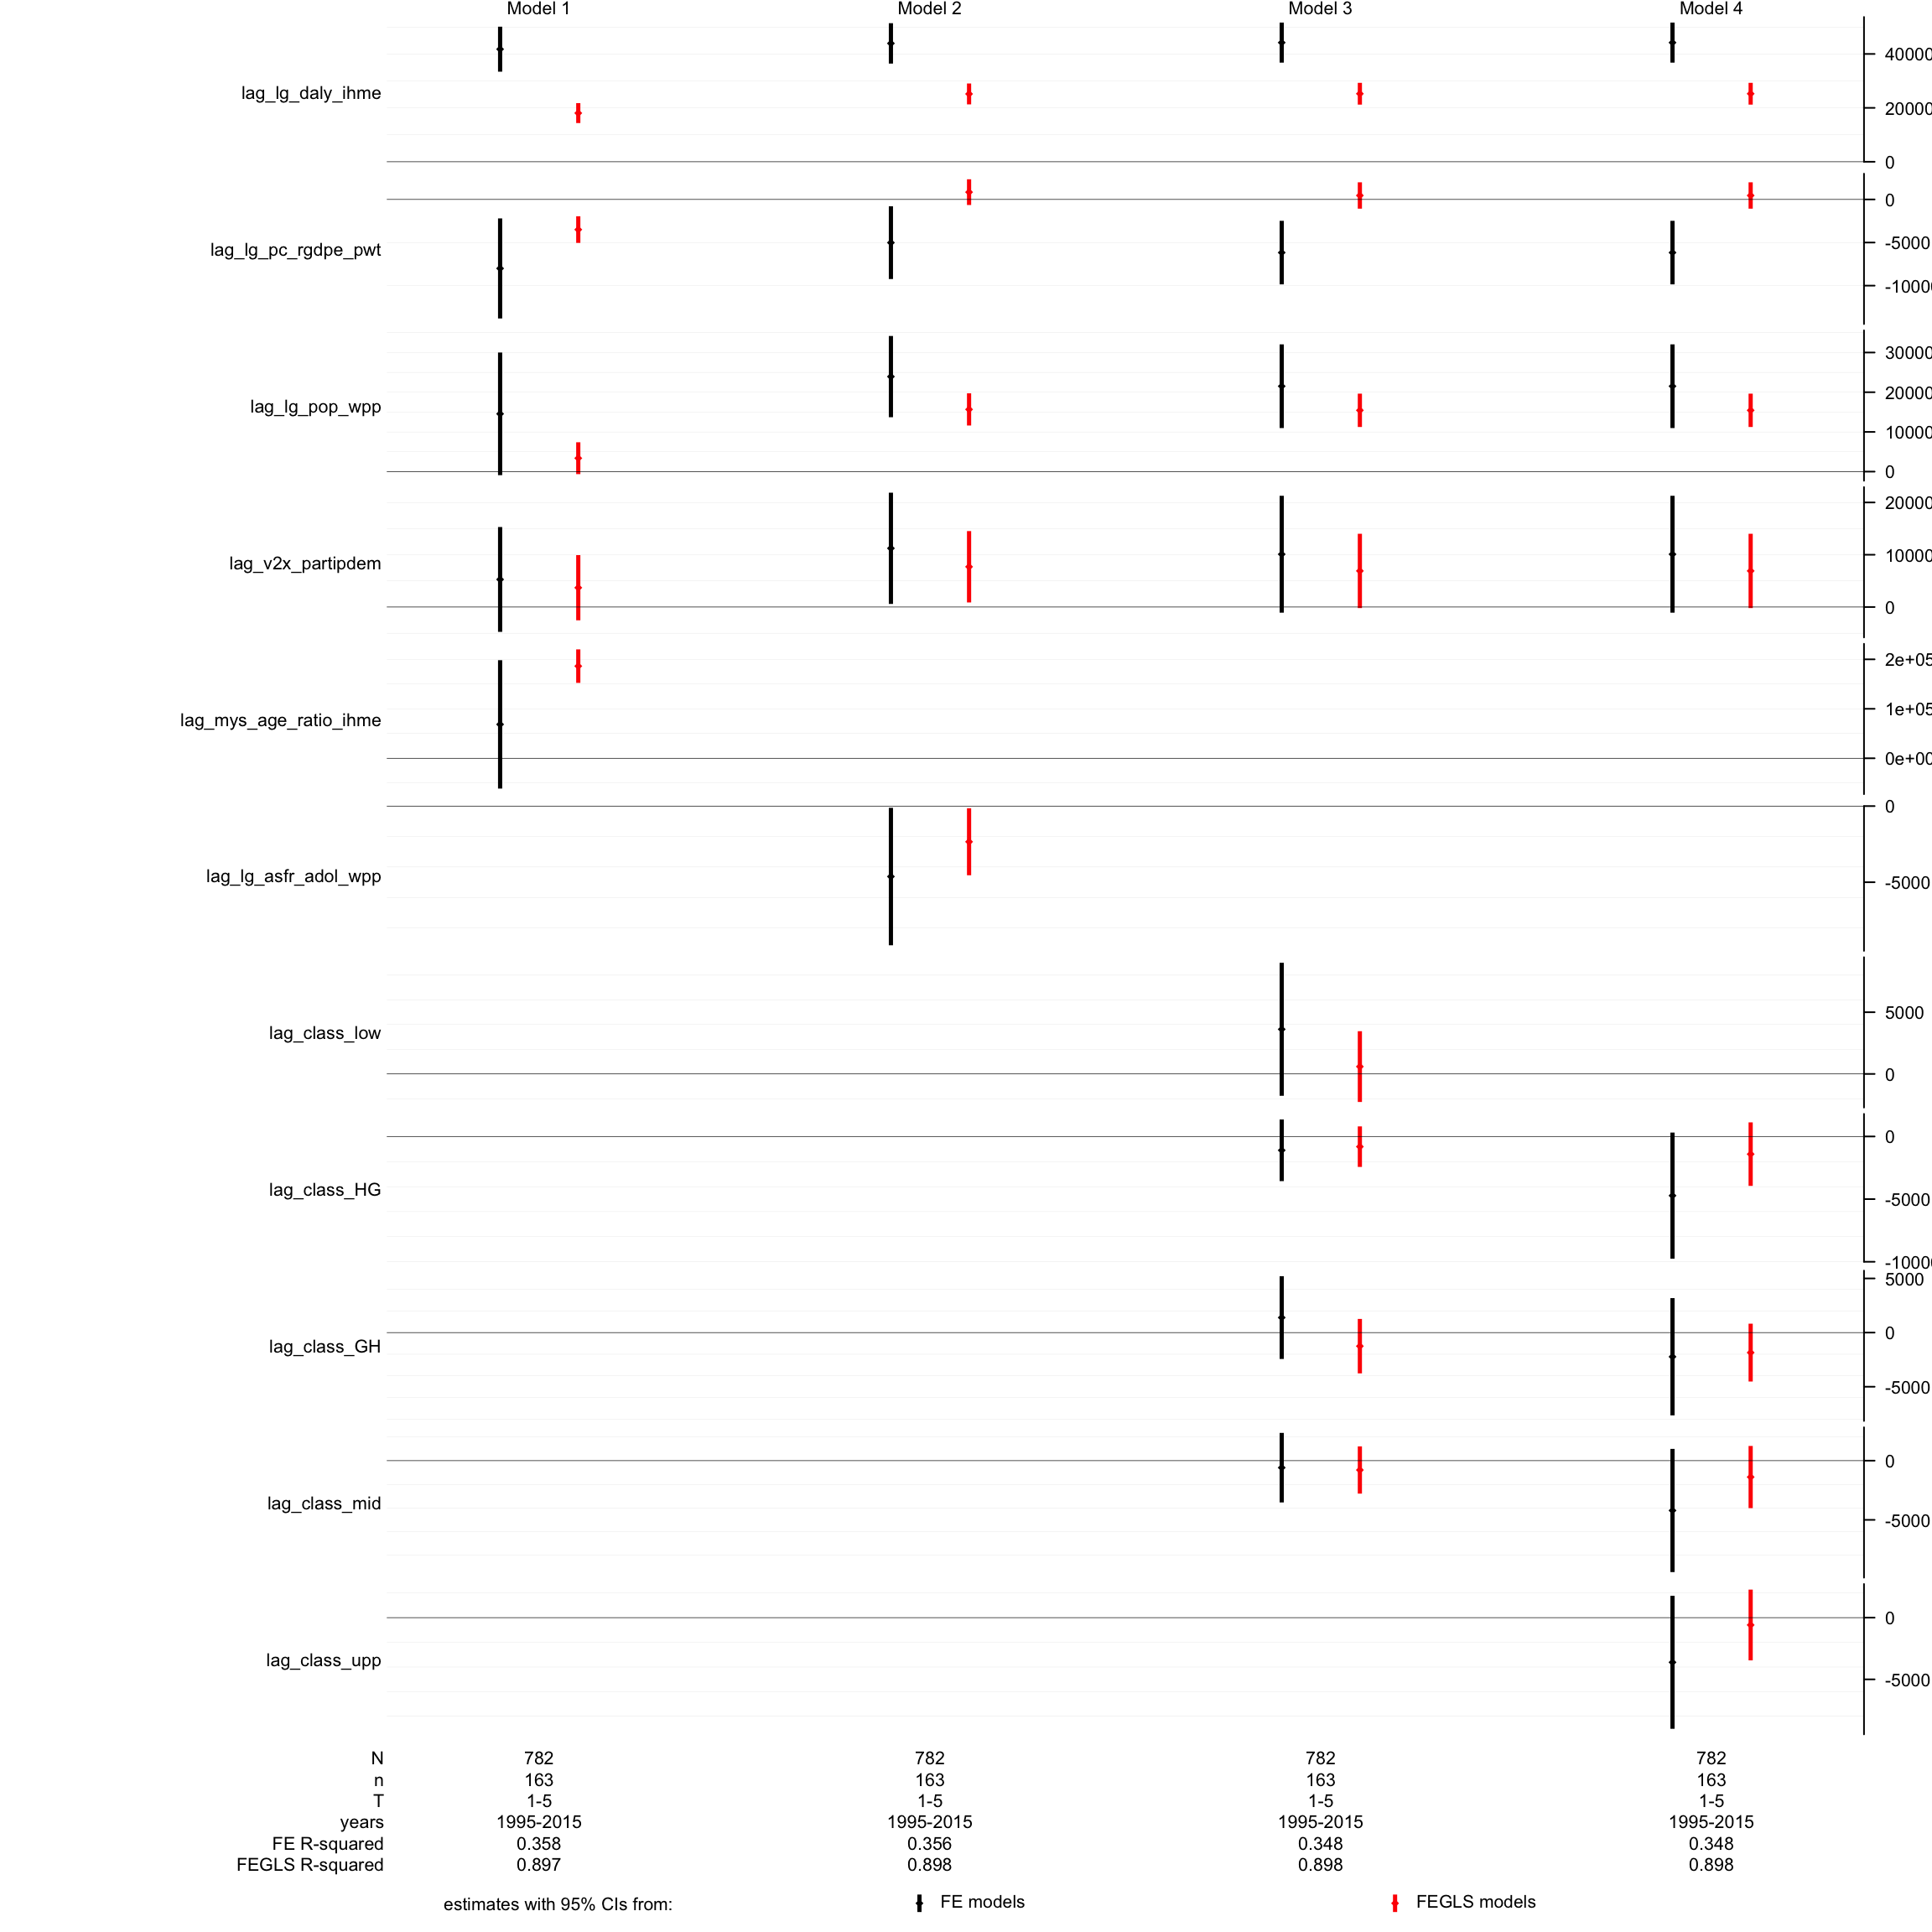 Model 1 Model 2 Model 3 Model 4
lag_lg_daly_ihme
40000
20000
0
lag_lg_pc_rgdpe_pwt
0
-5000
-1000
lag_lg_pop_wpp
30000
20000
10000
0
lag_v2x_partipdem
20000
10000
0
lag_mys_age_ratio_ihme
2e+05
1e+05
0e+00
lag_lg_asfr_adol_wpp
0
-5000
lag_class_low
5000
0
lag_class_HG
0
-5000
-1000
lag_class_GH
5000
0
-5000
lag_class_mid
0
-5000
lag_class_upp
0
-5000
N 782 782 782 782
n 163 163 163 163
T 1-5 1-5 1-5 1-5
years 1995-2015 1995-2015 1995-2015 1995-2015
FE R-squared 0.358 0.356 0.348 0.348
FEGLS R-squared 0.897 0.898 0.898 0.898
estimates with 95% CIs from: FE models FEGLS models